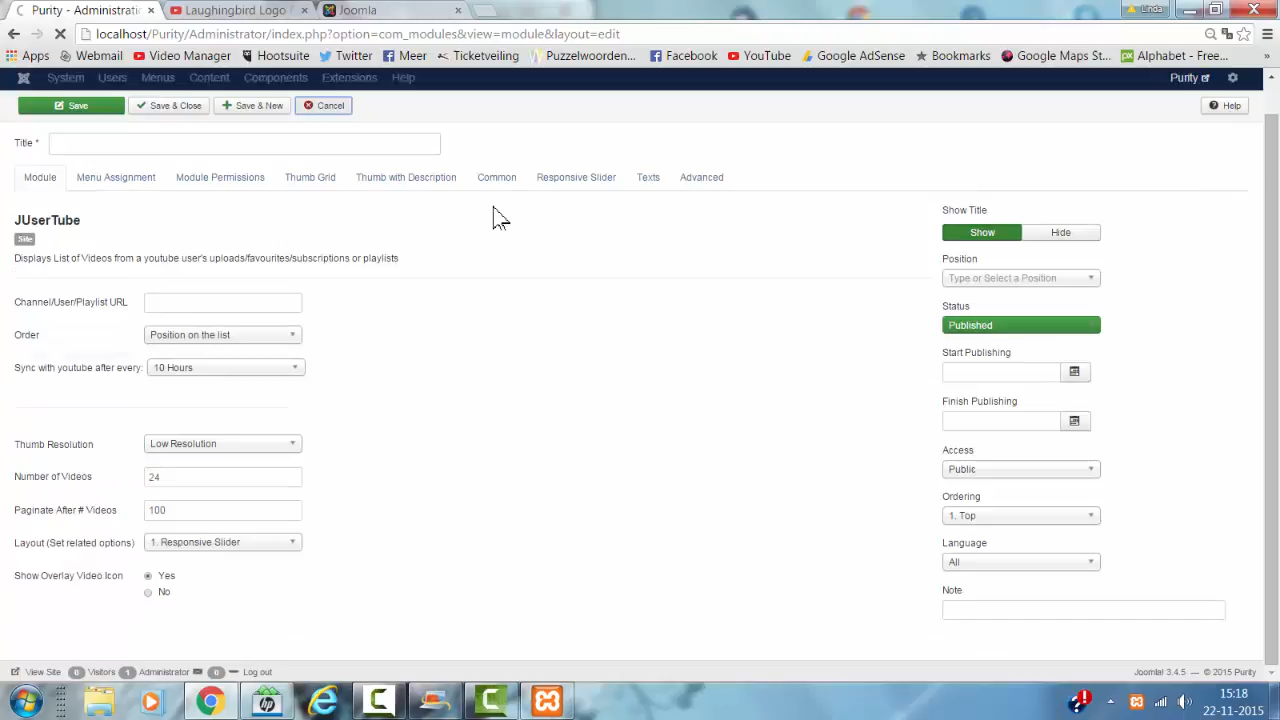 Purity - Administratio
Laughingbird Logo
Joomla
Linda
localhost/Purity/Administrator/index.php?option=com_modules&view=module&layout=edit
Apps
Webmail
Video Manager
Hootsuite
Twitter
Meer
Ticketveiling
Puzzelwoorden...
Facebook
YouTube
Google AdSense
Bookmarks
Google Maps St...
Alphabet - Free...
System
Users
Menus
Content
Components
Extensions
Help
Purity
Save
Save & Close
Save & New
Cancel
Help
Title *
Module
Menu Assignment
Module Permissions
Thumb Grid
Thumb with Description
Common
Responsive Slider
Texts
Advanced
JUserTube
Site
Displays List of Videos from a youtube user's uploads/favourites/subscriptions or playlists
Channel/User/Playlist URL
Order
Position on the list
Sync with youtube after every:
10 Hours
Thumb Resolution
Low Resolution
Number of Videos
24
Paginate After # Videos
100
Layout (Set related options)
1. Responsive Slider
Show Overlay Video Icon
Yes
No
Show Title
Show
Hide
Position
Type or Select a Position
Status
Published
Start Publishing
Finish Publishing
Access
Public
Ordering
1. Top
Language
All
Note
View Site
0 Visitors
1 Administrator
0
Log out
Joomla! 3.4.5 — © 2015 Purity
15:18
22-11-2015